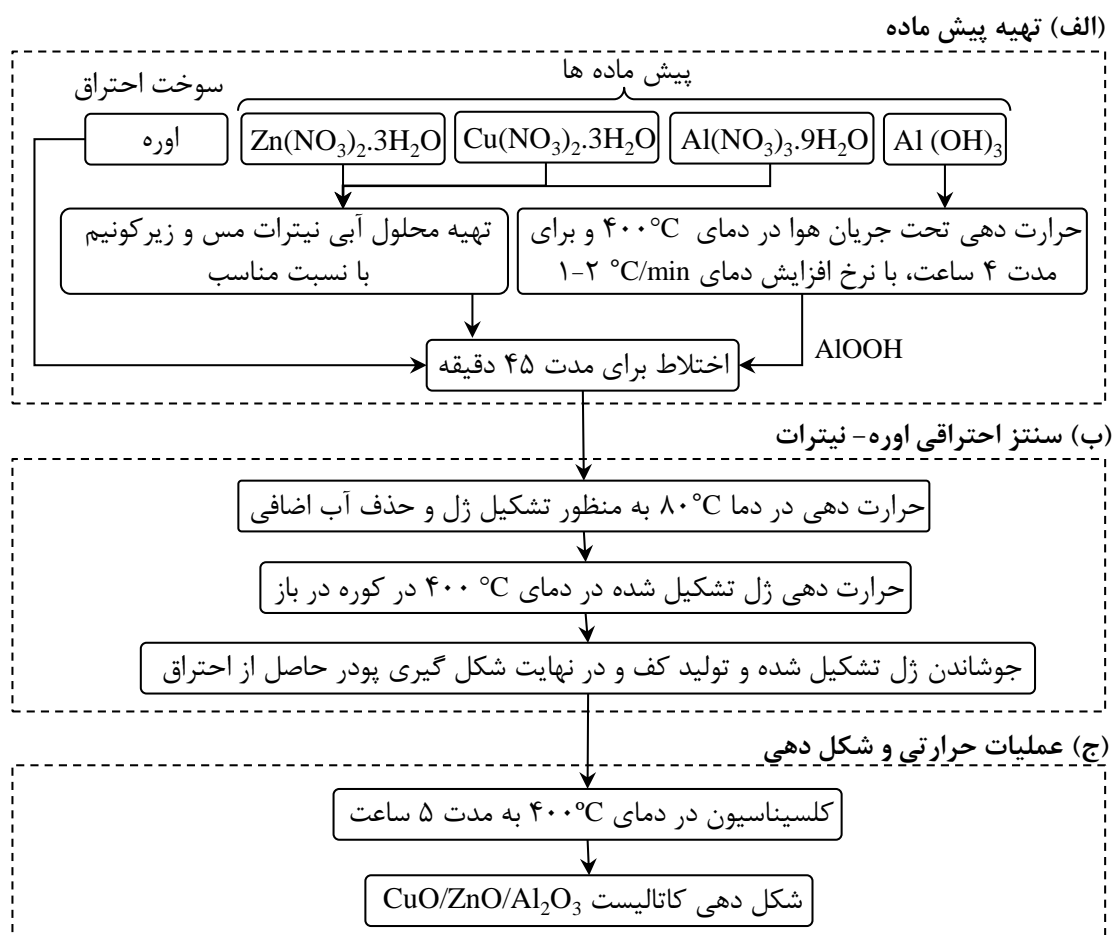 (الف) تهیه پیش ماده
پیش ماده ها
سوخت احتراق
Al (OH)₃
Al(NO₃)₃.9H₂O
Cu(NO₃)₂.3H₂O
Zn(NO₃)₂.3H₂O
اوره
حرارت دهی تحت جریان هوا در دمای ۴۰۰°C و برای
مدت ۴ ساعت، با نرخ افزایش دمای ۱-۲ °C/min
تهیه محلول آبی نیترات مس و زیرکونیم
با نسبت مناسب
AlOOH
اختلاط برای مدت ۴۵ دقیقه
(ب) سنتز احتراقی اوره- نیترات
حرارت دهی در دما ۸۰°C به منظور تشکیل ژل و حذف آب اضافی
حرارت دهی ژل تشکیل شده در دمای ۴۰۰ °C در کوره در باز
جوشاندن ژل تشکیل شده و تولید کف و در نهایت شکل گیری پودر حاصل از احتراق
(ج) عملیات حرارتی و شکل دهی
کلسیناسیون در دمای ۴۰۰°C به مدت ۵ ساعت
شکل دهی کاتالیست CuO/ZnO/Al₂O₃